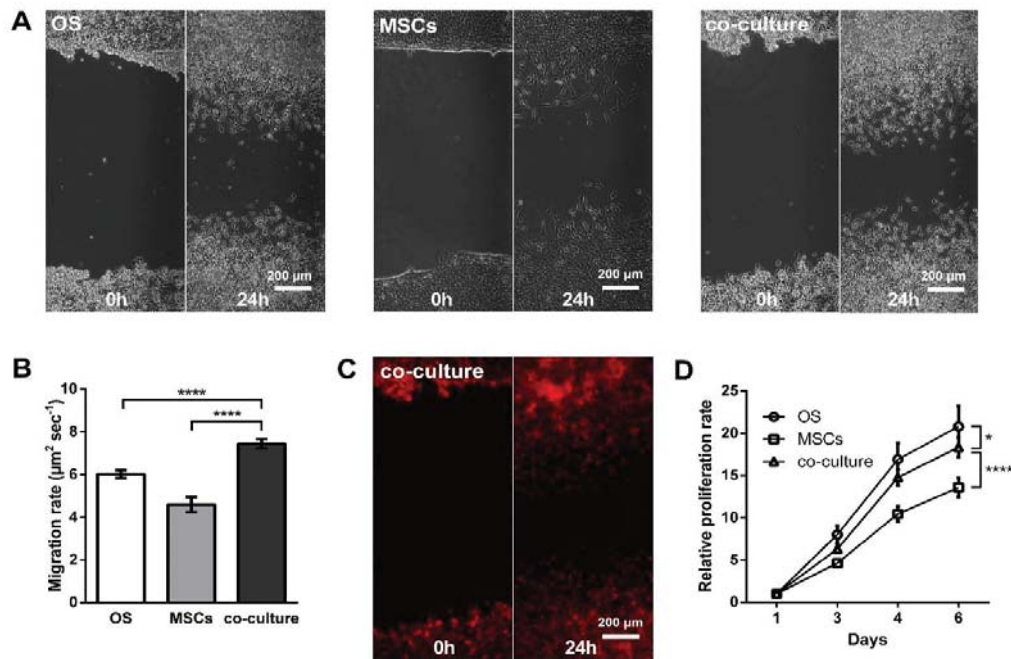 A
OS
0h
24h
200 µm
MSCs
0h
24h
200 µm
co-culture
0h
24h
200 µm
B
Migration rate (µm² sec⁻¹)
10
8
6
4
2
0
****
****
OS
MSCs
co-culture
C
co-culture
0h
24h
200 µm
D
Relative proliferation rate
25
20
15
10
5
0
OS
MSCs
co-culture
*
****
1
3
4
6
Days